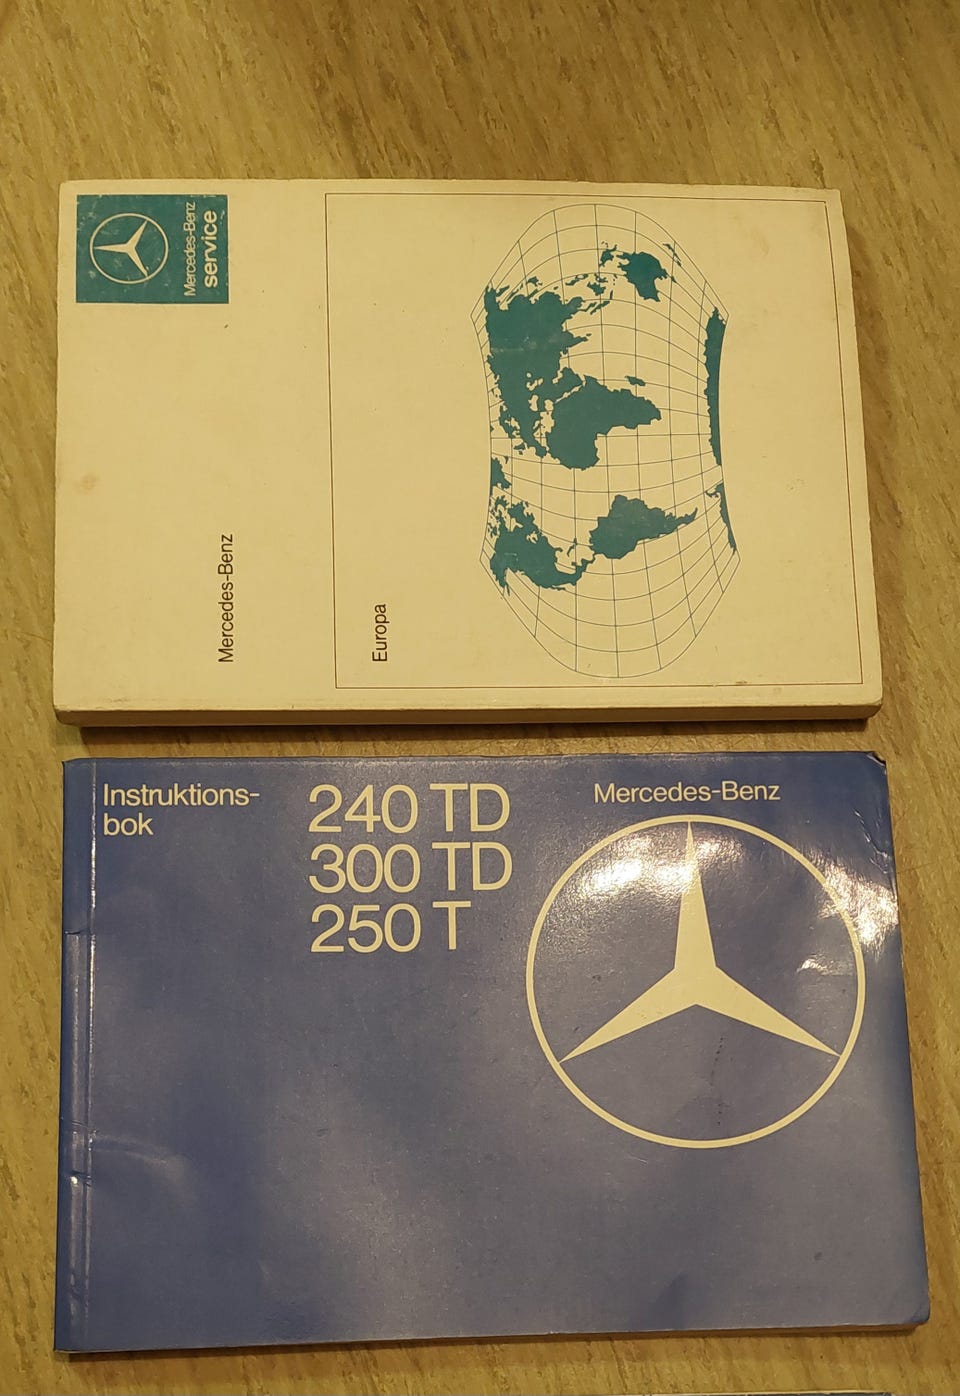 Mercedes-Benz
service
Mercedes-Benz
Europa
Instruktions-
bok
240 TD
300 TD
250 T
Mercedes-Benz